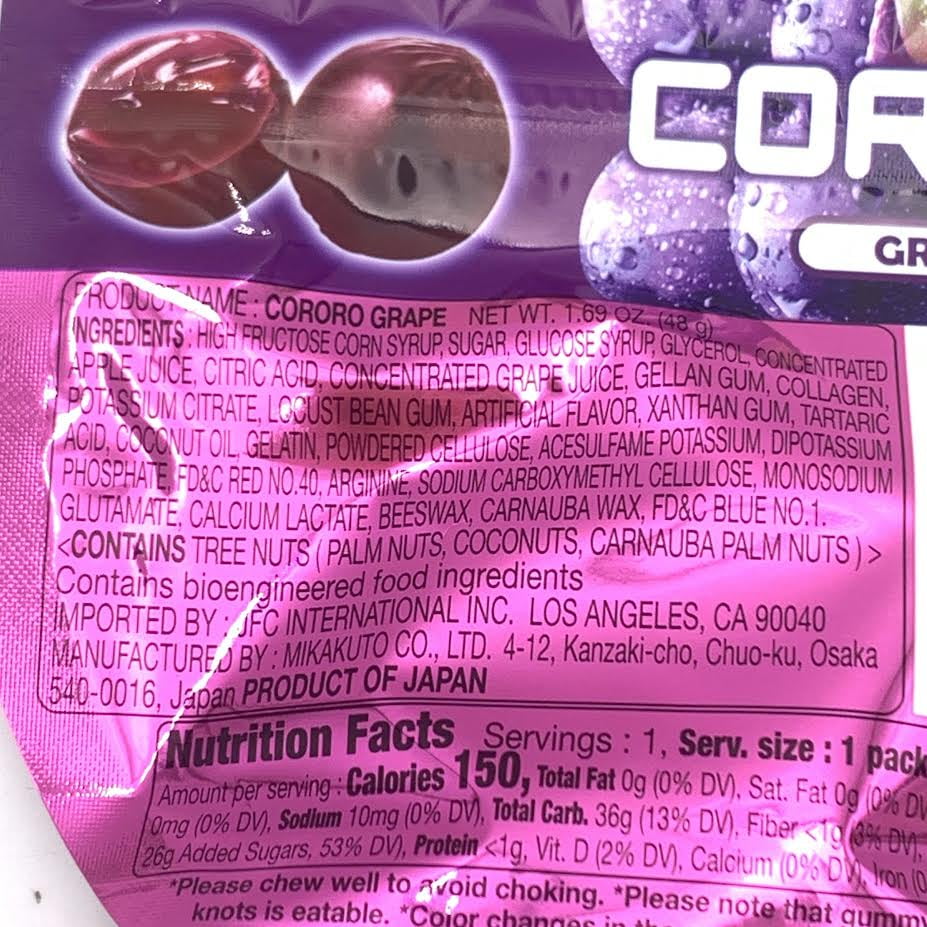 COR
GR
PRODUCT NAME : CORORO GRAPE NET WT. 1.69 OZ. (48 g)
INGREDIENTS : HIGH FRUCTOSE CORN SYRUP, SUGAR, GLUCOSE SYRUP, GLYCEROL, CONCENTRATED
APPLE JUICE, CITRIC ACID, CONCENTRATED GRAPE JUICE, GELLAN GUM, COLLAGEN,
POTASSIUM CITRATE, LOCUST BEAN GUM, ARTIFICIAL FLAVOR, XANTHAN GUM, TARTARIC
ACID, COCONUT OIL, GELATIN, POWDERED CELLULOSE, ACESULFAME POTASSIUM, DIPOTASSIUM
PHOSPHATE, FD&C RED NO.40, ARGININE, SODIUM CARBOXYMETHYL CELLULOSE, MONOSODIUM
GLUTAMATE, CALCIUM LACTATE, BEESWAX, CARNAUBA WAX, FD&C BLUE NO.1.
<CONTAINS TREE NUTS ( PALM NUTS, COCONUTS, CARNAUBA PALM NUTS ) >
Contains bioengineered food ingredients
IMPORTED BY : JFC INTERNATIONAL INC. LOS ANGELES, CA 90040
MANUFACTURED BY : MIKAKUTO CO., LTD. 4-12, Kanzaki-cho, Chuo-ku, Osaka
540-0016, Japan PRODUCT OF JAPAN
Nutrition Facts Servings : 1, Serv. size : 1 pack
Amount per serving : Calories 150, Total Fat 0g (0% DV), Sat. Fat 0g (0% DV
0mg (0% DV), Sodium 10mg (0% DV), Total Carb. 36g (13% DV), Fiber <1g (3% DV),
26g Added Sugars, 53% DV), Protein <1g, Vit. D (2% DV), Calcium (0% DV), Iron (0
*Please chew well to avoid choking. *Please note that gummy
knots is eatable. *Color changes in the